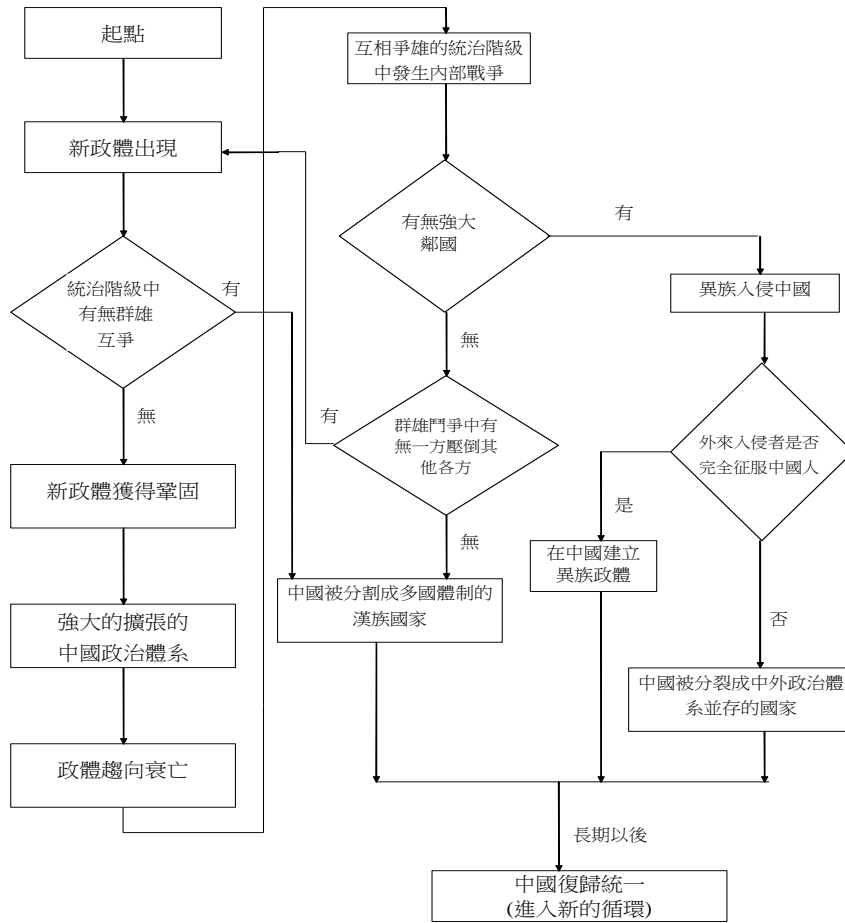 起點
新政體出現
統治階級中
有無群雄
互爭
有
無
新政體獲得鞏固
強大的擴張的
中國政治體系
政體趨向衰亡
互相爭雄的統治階級
中發生內部戰爭
有無強大
鄰國
有
無
群雄鬥爭中有
無一方壓倒其
他各方
有
無
中國被分割成多國體制的
漢族國家
異族入侵中國
外來入侵者是否
完全征服中國人
是
在中國建立
異族政體
否
中國被分裂成中外政治體
系並存的國家
長期以後
中國復歸統一
(進入新的循環)